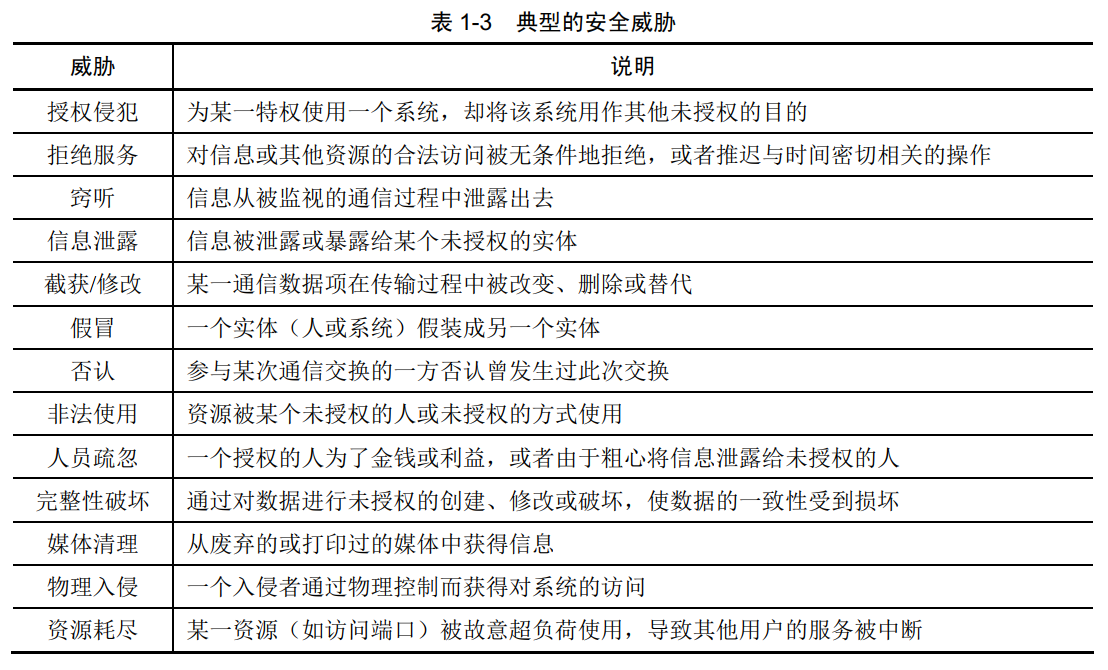 表 1-3 典型的安全威胁
威胁 说明
授权侵犯 为某一特权使用一个系统，却将该系统用作其他未授权的目的
拒绝服务 对信息或其他资源的合法访问被无条件地拒绝，或者推迟与时间密切相关的操作
窃听 信息从被监视的通信过程中泄露出去
信息泄露 信息被泄露或暴露给某个未授权的实体
截获/修改 某一通信数据项在传输过程中被改变、删除或替代
假冒 一个实体（人或系统）假装成另一个实体
否认 参与某次通信交换的一方否认曾发生过此次交换
非法使用 资源被某个未授权的人或未授权的方式使用
人员疏忽 一个授权的人为了金钱或利益，或者由于粗心将信息泄露给未授权的人
完整性破坏 通过对数据进行未授权的创建、修改或破坏，使数据的一致性受到损坏
媒体清理 从废弃的或打印过的媒体中获得信息
物理入侵 一个入侵者通过物理控制而获得对系统的访问
资源耗尽 某一资源（如访问端口）被故意超负荷使用，导致其他用户的服务被中断